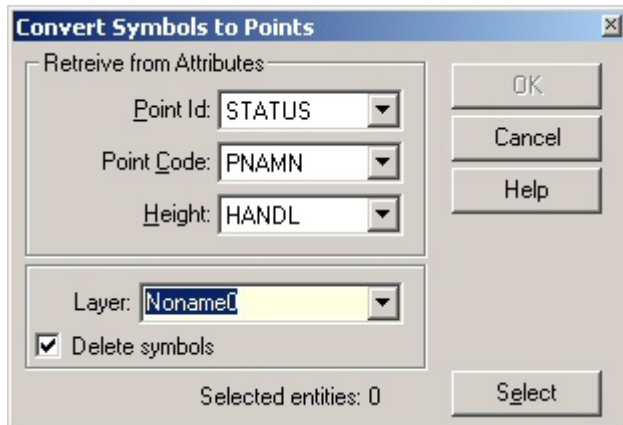 Convert Symbols to Points
Retreive from Attributes
Point Id: STATUS
OK
Point Code: PNAMN
Cancel
Height: HANDL
Help
Layer: Noname0
Delete symbols
Selected entities: 0
Select